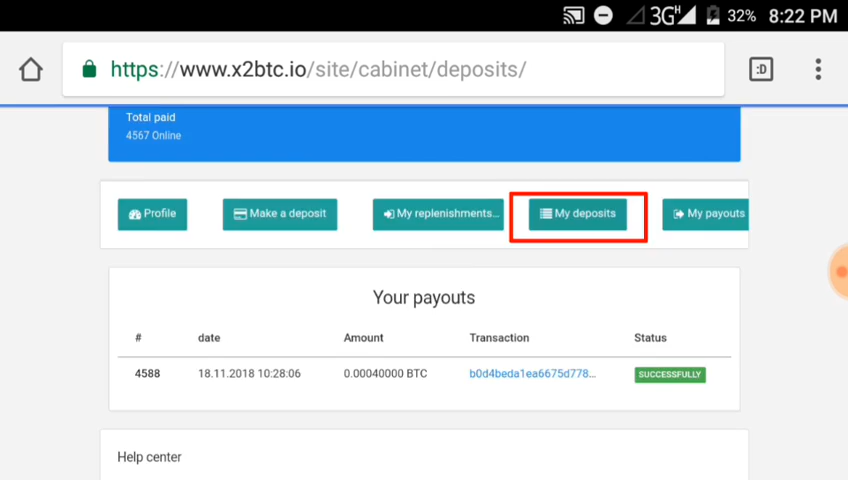 3G H 32% 8:22 PM
https://www.x2btc.io/site/cabinet/deposits/ :D
Total paid
4567 Online
Profile Make a deposit My replenishments... My deposits My payouts
Your payouts
# date Amount Transaction Status
4588 18.11.2018 10:28:06 0.00040000 BTC b0d4beda1ea6675d778... SUCCESSFULLY
Help center